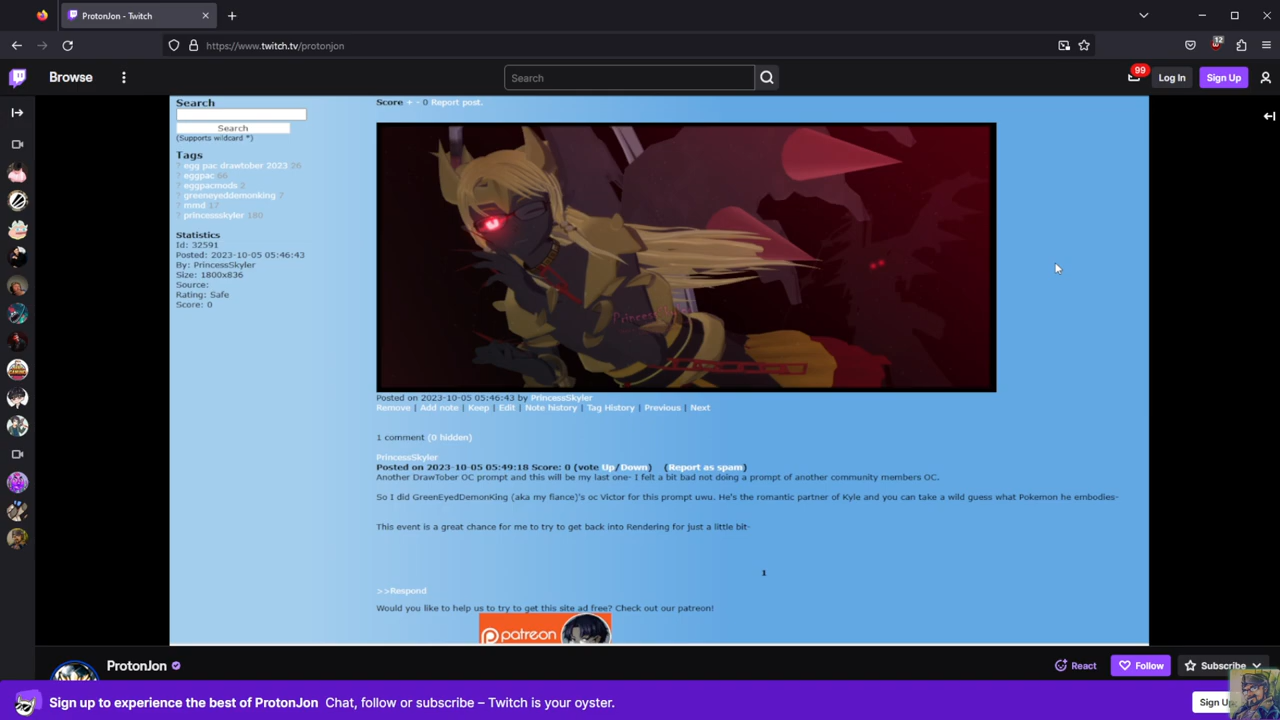 ProtonJon - Twitch
https://www.twitch.tv/protonjon
12
Browse
Search
99
Log In
Sign Up
Search
Search
(Supports wildcard *)
Tags
? egg pac drawtober 2023 26
? eggpac 66
? eggpacmods 2
? greeneyeddemonking 7
? mmd 17
? princessskyler 180
Statistics
Id: 32591
Posted: 2023-10-05 05:46:43
By: PrincessSkyler
Size: 1800x836
Source:
Rating: Safe
Score: 0
Score + - 0 Report post.
Posted on 2023-10-05 05:46:43 by PrincessSkyler
Remove | Add note | Keep | Edit | Note history | Tag History | Previous | Next
1 comment (0 hidden)
PrincessSkyler
Posted on 2023-10-05 05:49:18 Score: 0 (vote Up/Down) (Report as spam)
Another DrawTober OC prompt and this will be my last one- I felt a bit bad not doing a prompt of another community members OC.
So I did GreenEyedDemonKing (aka my fiance)'s oc Victor for this prompt uwu. He's the romantic partner of Kyle and you can take a wild guess what Pokemon he embodies-
This event is a great chance for me to try to get back into Rendering for just a little bit-
1
>>Respond
Would you like to help us to try to get this site ad free? Check out our patreon!
patreon
ProtonJon
React
Follow
Subscribe
Sign up to experience the best of ProtonJon Chat, follow or subscribe – Twitch is your oyster.
Sign Up